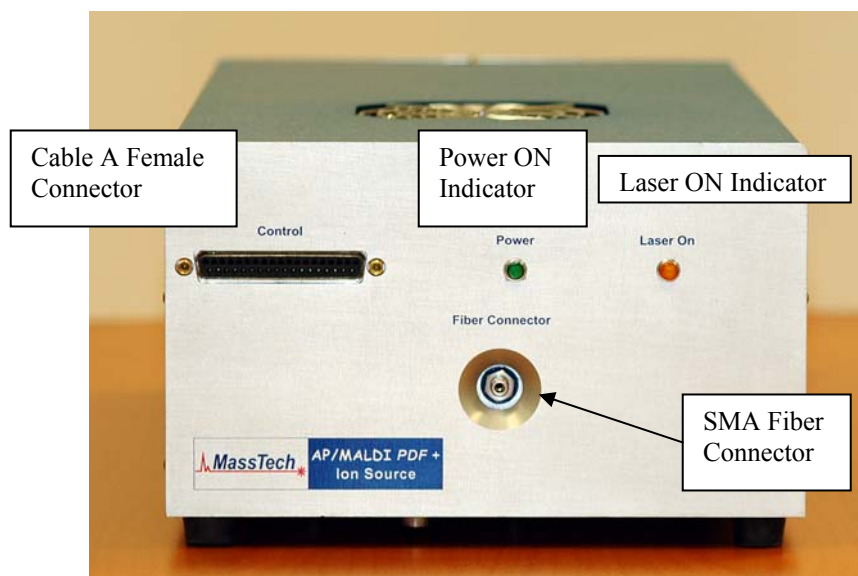 Cable A Female
Connector
Power ON
Indicator
Laser ON Indicator
Control
Power
Laser On
Fiber Connector
SMA Fiber
Connector
MassTech
AP/MALDI PDF +
Ion Source